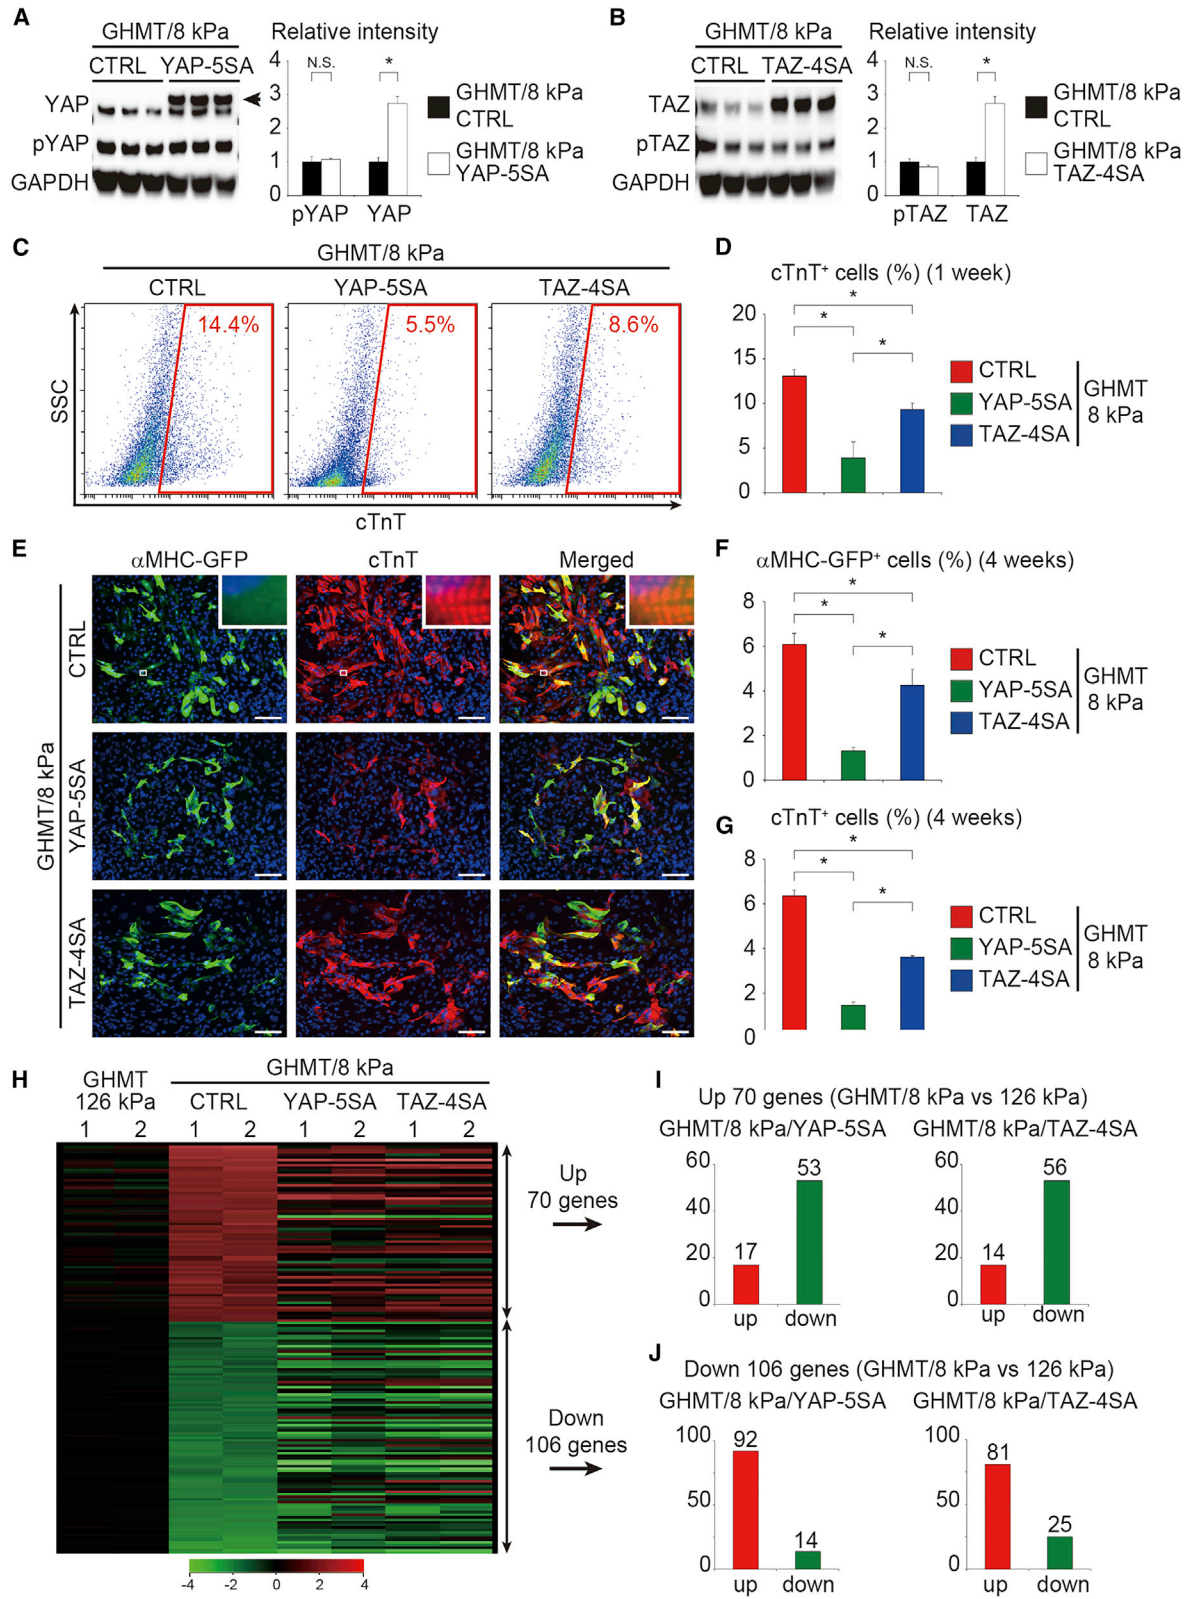 A
GHMT/8 kPa
CTRL YAP-5SA
YAP
pYAP
GAPDH
Relative intensity
4
3
2
1
0
N.S.
*
pYAP YAP
GHMT/8 kPa
CTRL
GHMT/8 kPa
YAP-5SA
B
GHMT/8 kPa
CTRL TAZ-4SA
TAZ
pTAZ
GAPDH
Relative intensity
4
3
2
1
0
N.S.
*
pTAZ TAZ
GHMT/8 kPa
CTRL
GHMT/8 kPa
TAZ-4SA
C
GHMT/8 kPa
CTRL YAP-5SA TAZ-4SA
14.4% 5.5% 8.6%
SSC
cTnT
D
cTnT+ cells (%) (1 week)
20
15
10
5
0
*
*
*
CTRL
YAP-5SA
TAZ-4SA
GHMT
8 kPa
E
αMHC-GFP cTnT Merged
GHMT/8 kPa
CTRL
YAP-5SA
TAZ-4SA
F
αMHC-GFP+ cells (%) (4 weeks)
8
6
4
2
0
*
*
*
CTRL
YAP-5SA
TAZ-4SA
GHMT
8 kPa
G
cTnT+ cells (%) (4 weeks)
8
6
4
2
0
*
*
*
CTRL
YAP-5SA
TAZ-4SA
GHMT
8 kPa
H
GHMT
126 kPa
GHMT/8 kPa
CTRL YAP-5SA TAZ-4SA
1 2 1 2 1 2 1 2
Up
70 genes
Down
106 genes
-4 -2 0 2 4
I
Up 70 genes (GHMT/8 kPa vs 126 kPa)
GHMT/8 kPa/YAP-5SA GHMT/8 kPa/TAZ-4SA
60
40
20
0
17
53
up down
60
40
20
0
14
56
up down
J
Down 106 genes (GHMT/8 kPa vs 126 kPa)
GHMT/8 kPa/YAP-5SA GHMT/8 kPa/TAZ-4SA
100
50
0
92
14
up down
100
50
0
81
25
up down